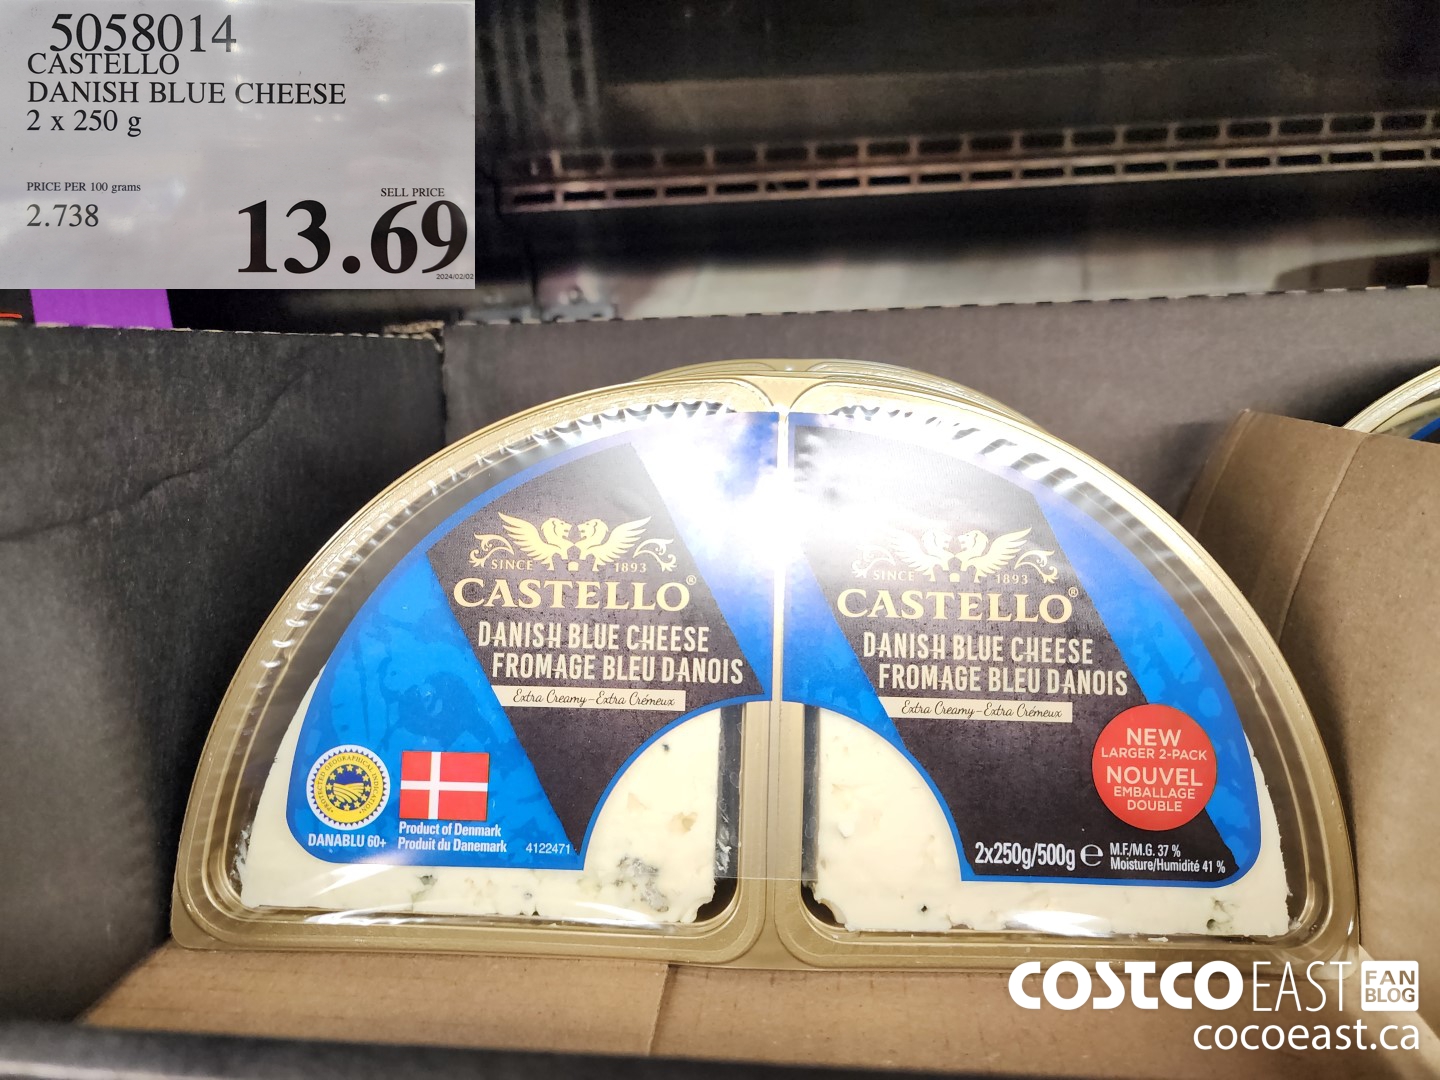 5058014
CASTELLO
DANISH BLUE CHEESE
2 x 250 g
PRICE PER 100 grams
2.738
SELL PRICE
13.69
2024/02/02
SINCE 1893
CASTELLO®
DANISH BLUE CHEESE
FROMAGE BLEU DANOIS
Extra Creamy-Extra Crémeux
PROTECTED GEOGRAPHICAL INDICATION
DANABLU 60+
Product of Denmark
Produit du Danemark
4122471
SINCE 1893
CASTELLO®
DANISH BLUE CHEESE
FROMAGE BLEU DANOIS
Extra Creamy-Extra Crémeux
NEW
LARGER 2-PACK
NOUVEL
EMBALLAGE
DOUBLE
2x250g/500g e
M.F./M.G. 37 %
Moisture/Humidité 41 %
COSTCO EAST FAN BLOG
cocoeast.ca